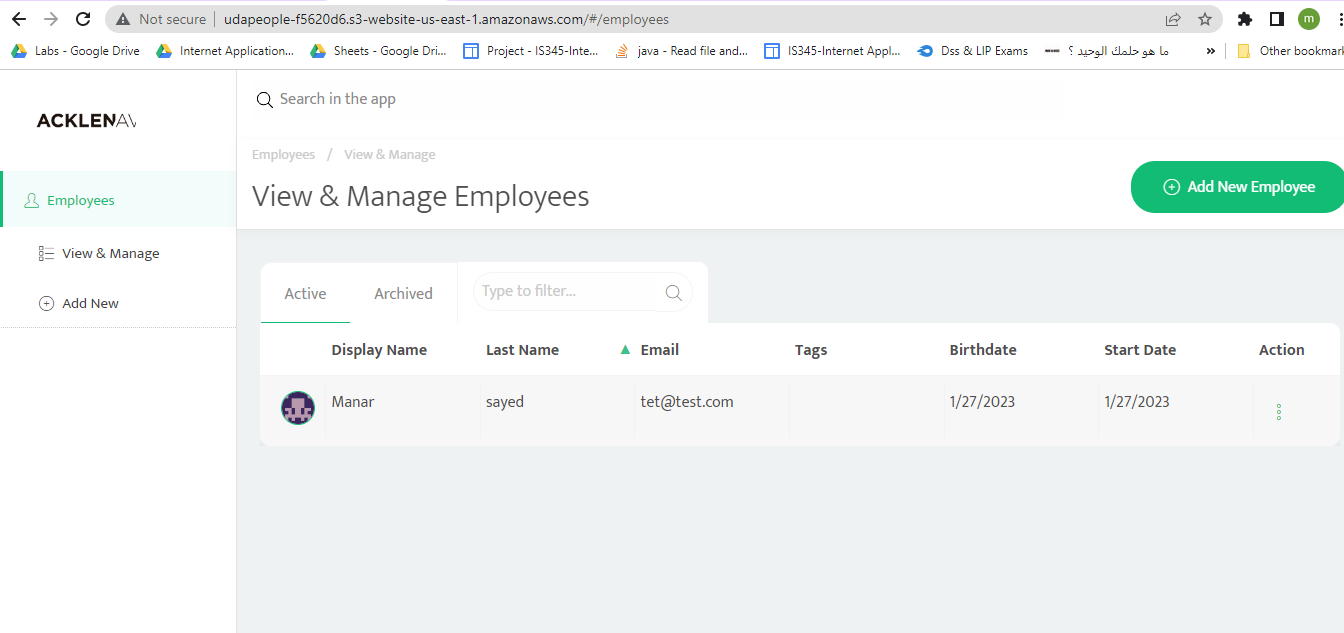 Not secure | udapeople-f5620d6.s3-website-us-east-1.amazonaws.com/#/employees
m
Labs - Google Drive Internet Application... Sheets - Google Dri... Project - IS345-Inte... java - Read file and... IS345-Internet Appl... Dss & LIP Exams ما هو حلمك الوحيد ؟ » Other bookmark
ACKLENAV
Search in the app
Employees / View & Manage
View & Manage Employees
Add New Employee
Employees
View & Manage
Add New
Active Archived Type to filter...
Display Name Last Name Email Tags Birthdate Start Date Action
Manar sayed tet@test.com 1/27/2023 1/27/2023